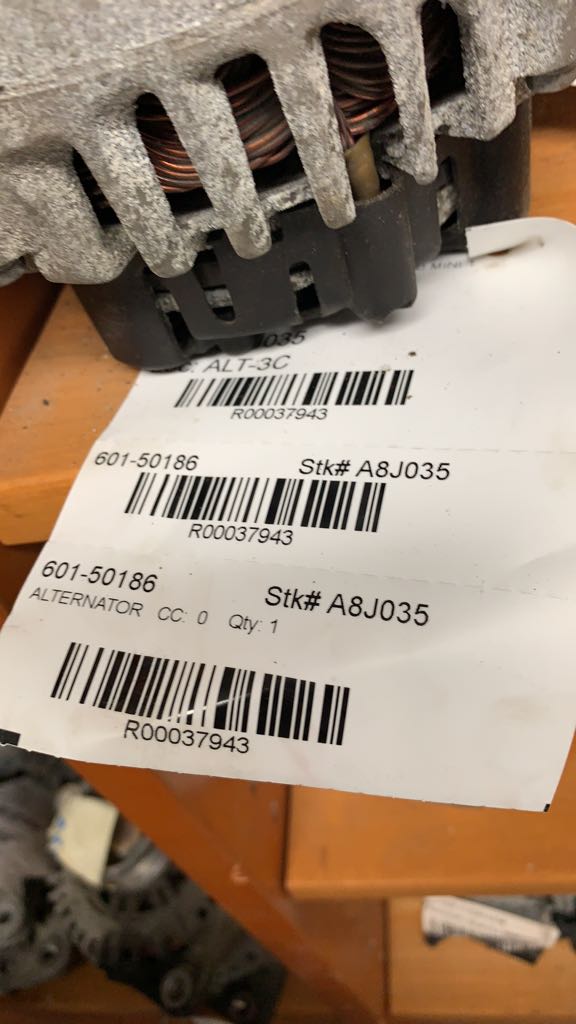 035
ALT-3C
R00037943
601-50186 Stk# A8J035
R00037943
601-50186 Stk# A8J035
ALTERNATOR CC: 0 Qty: 1
R00037943